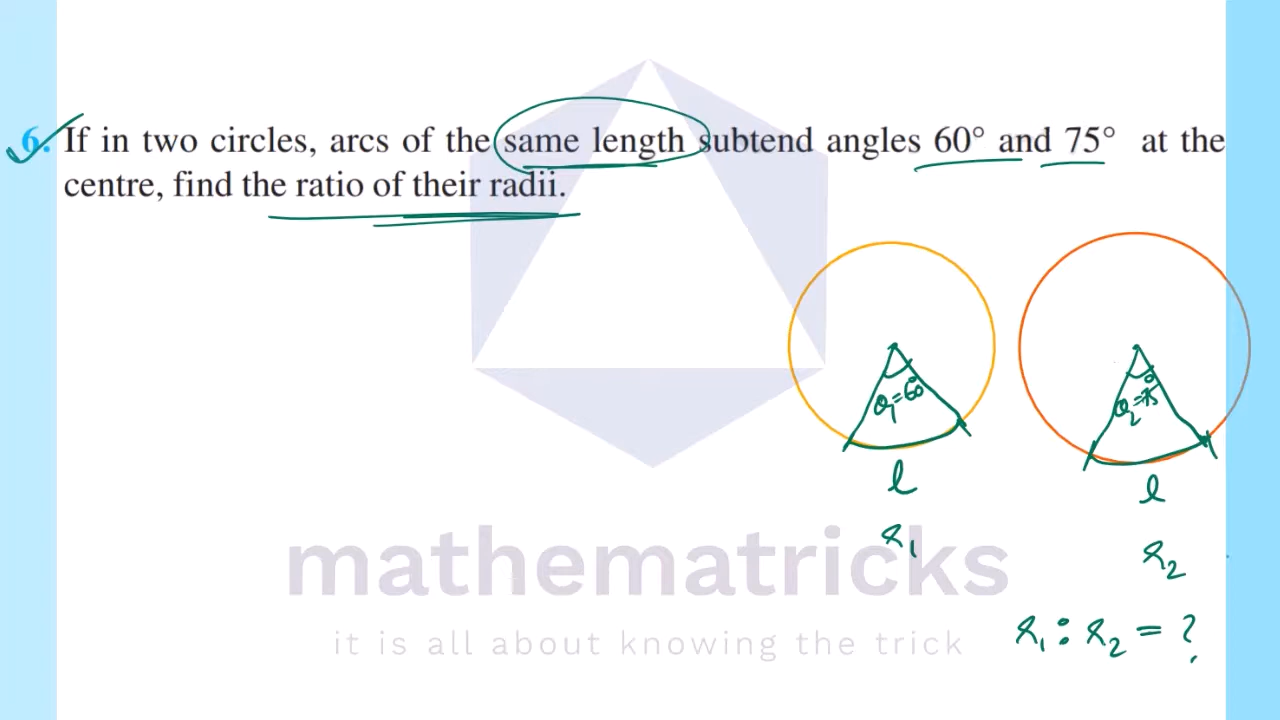 6. If in two circles, arcs of the same length subtend angles 60° and 75° at the
centre, find the ratio of their radii.
θ₁=60°
θ₂=75°
l
l
r₁
r₂
r₁ : r₂ = ?
mathematricks
it is all about knowing the trick